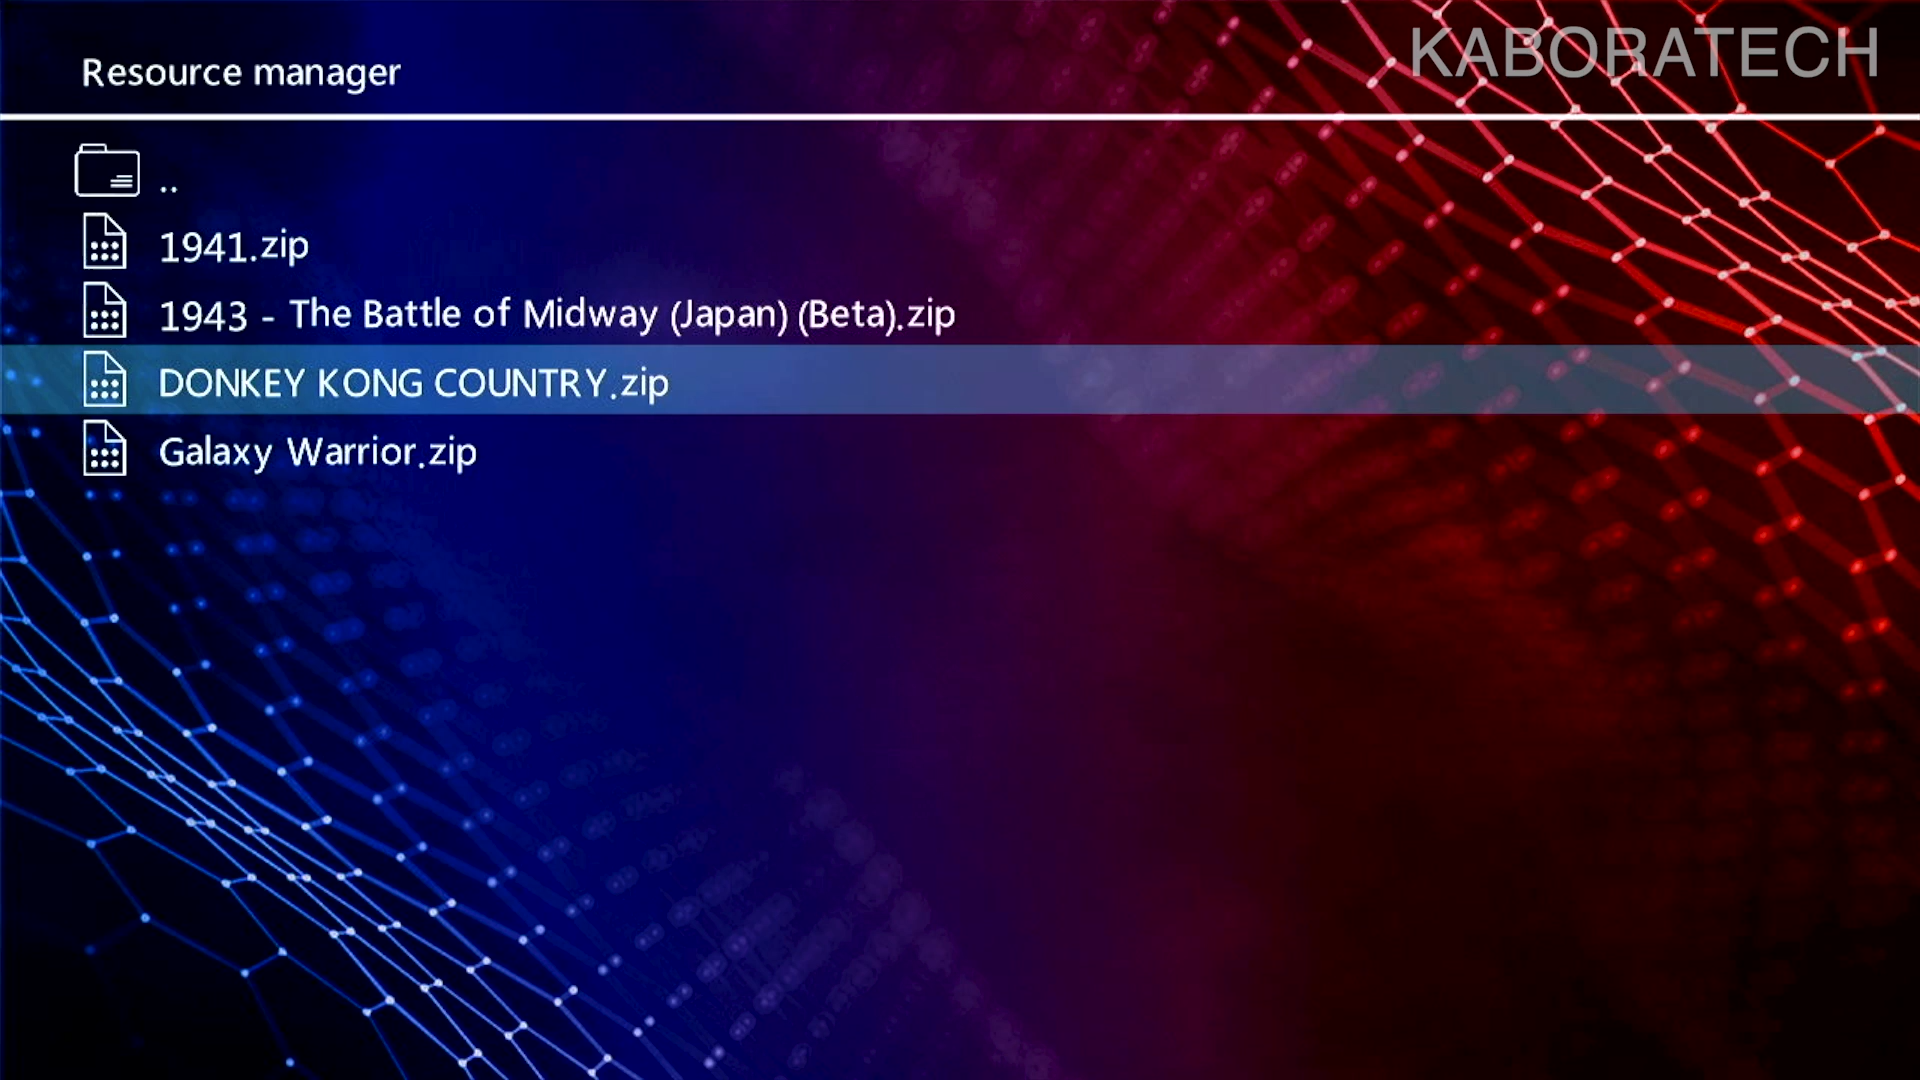 KABORATECH
Resource manager
..
1941.zip
1943 - The Battle of Midway (Japan) (Beta).zip
DONKEY KONG COUNTRY.zip
Galaxy Warrior.zip